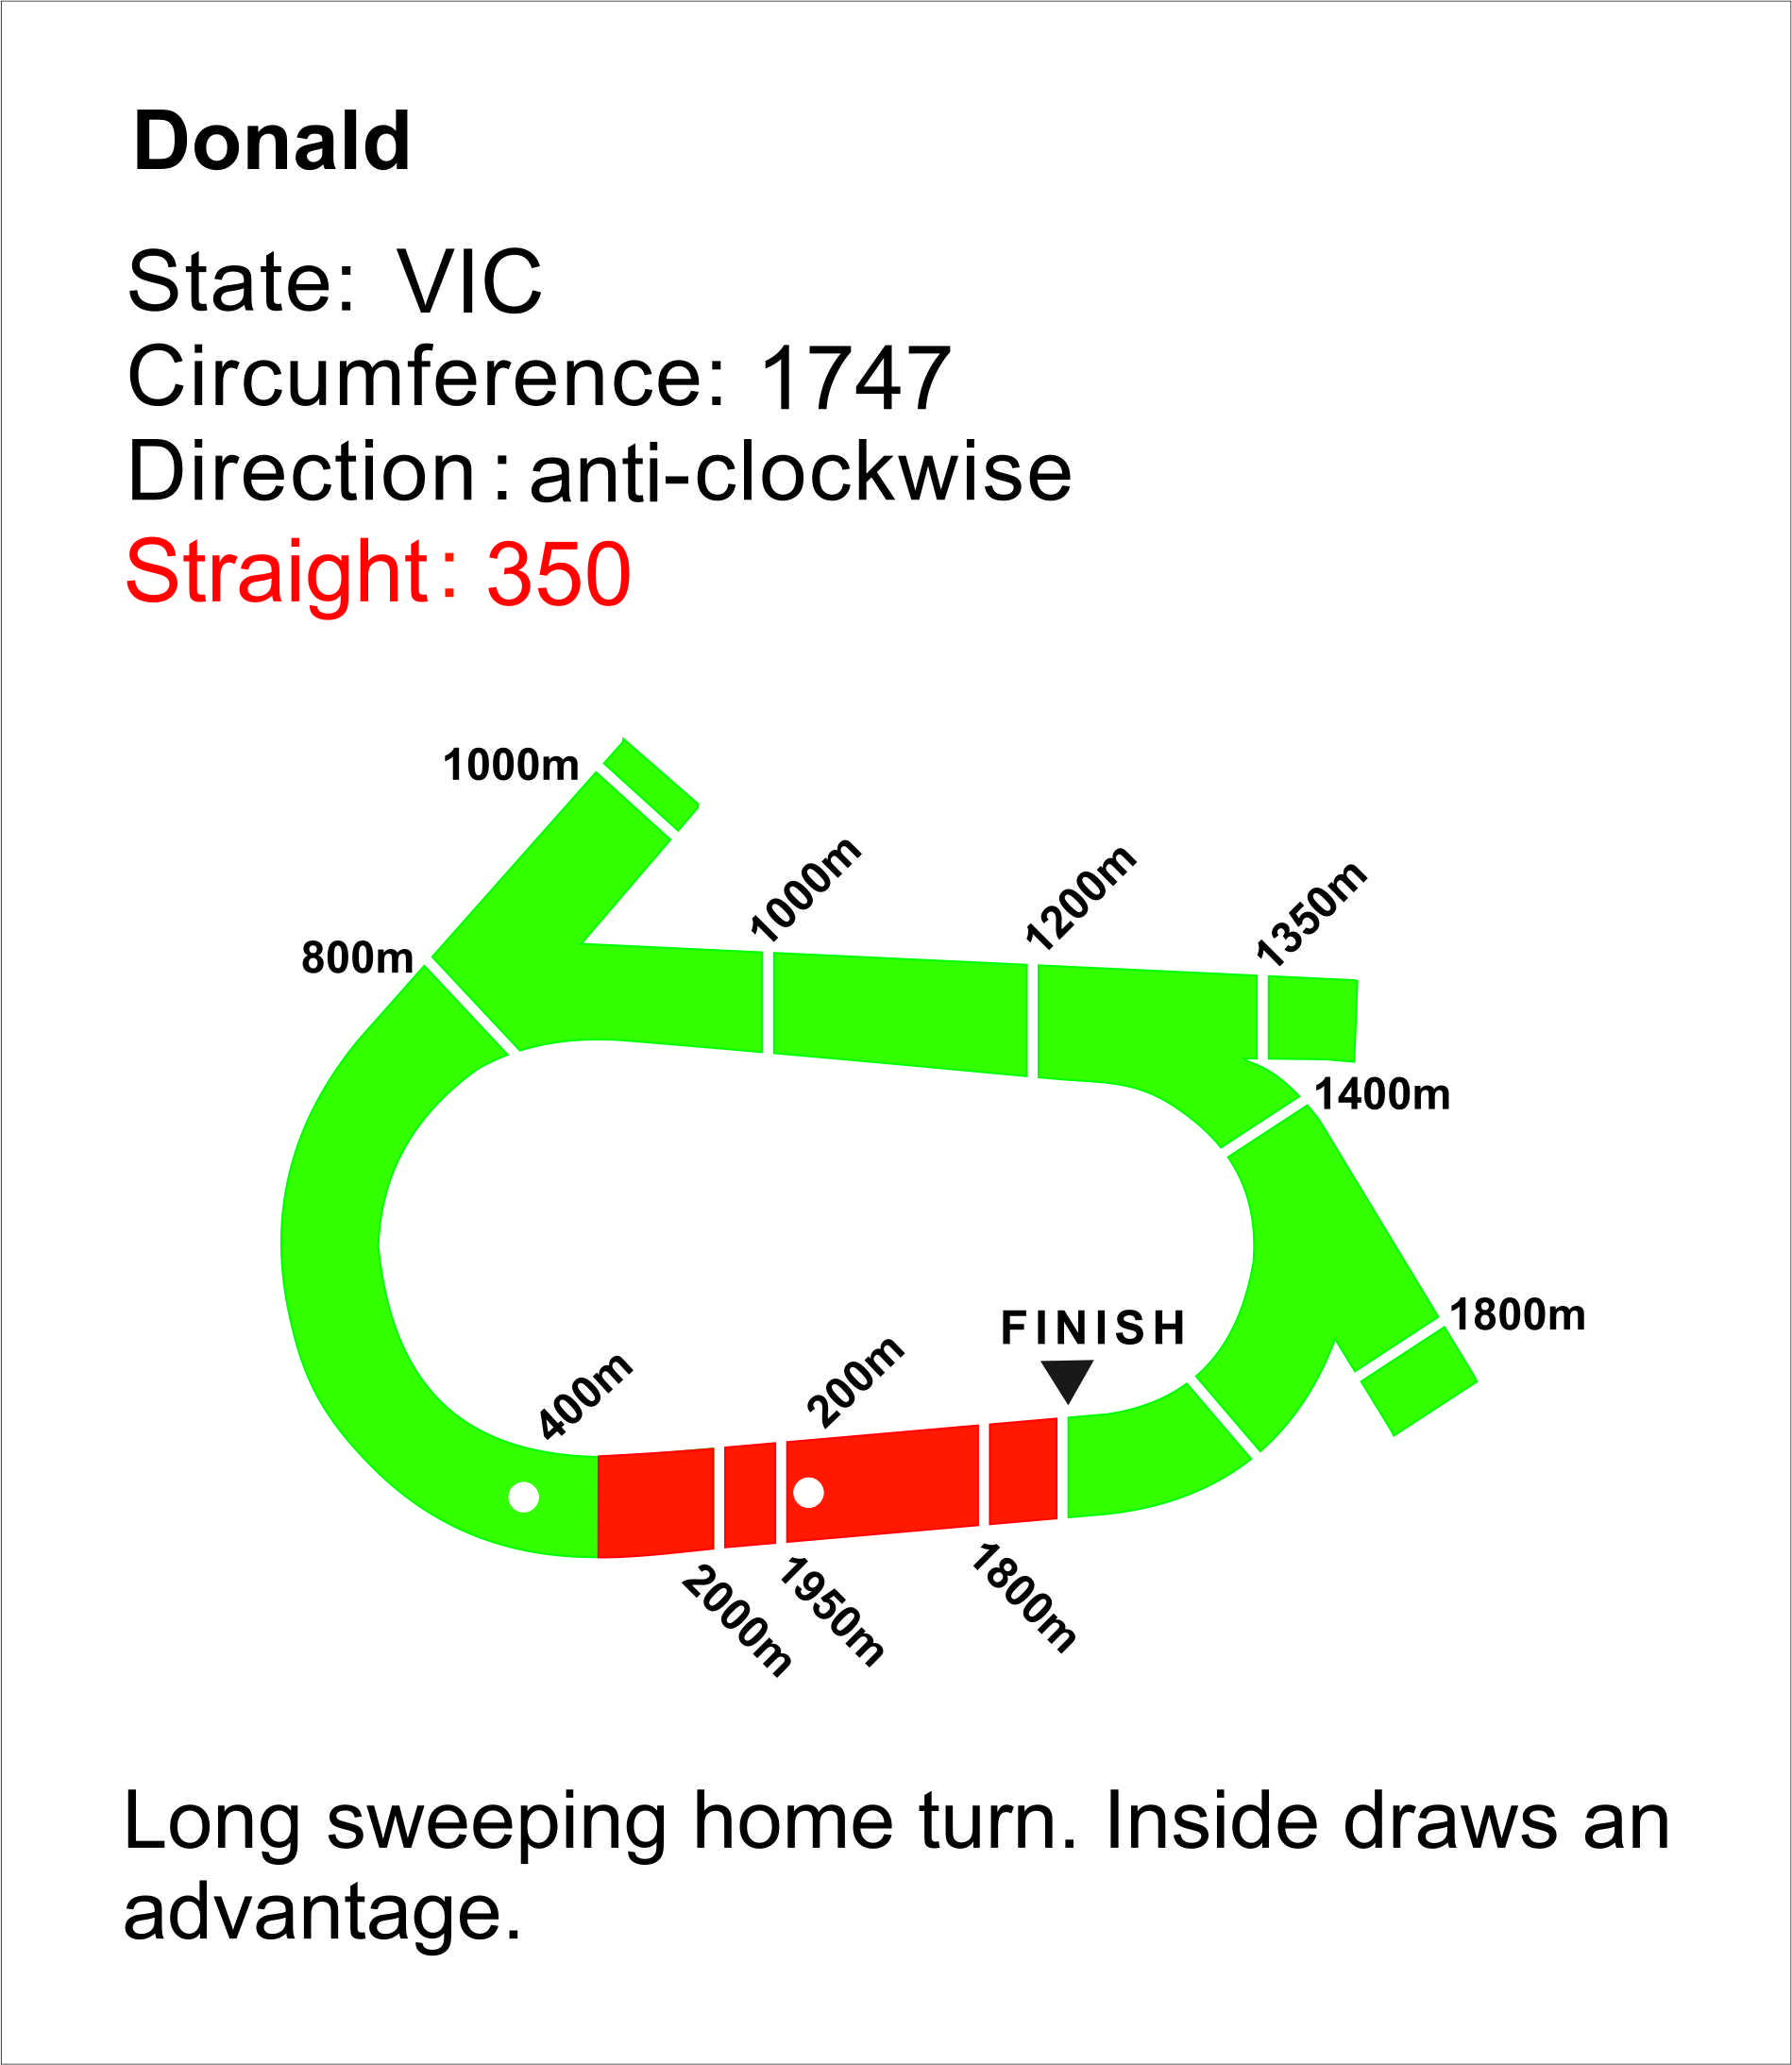 Donald
State: VIC
Circumference: 1747
Direction : anti-clockwise
Straight : 350
1000m
1000m
1200m
1350m
800m
1400m
1800m
FINISH
400m
200m
2000m
1950m
1800m
Long sweeping home turn. Inside draws an
advantage.